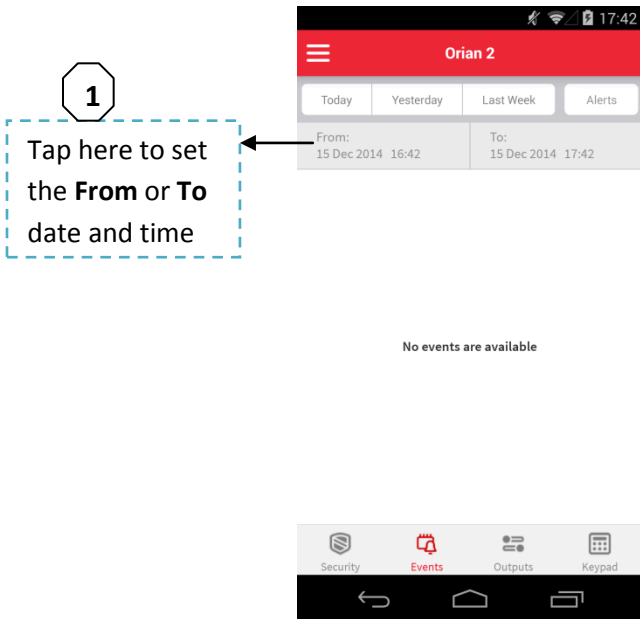 17:42
Orian 2
Today Yesterday Last Week Alerts
From: To:
15 Dec 2014 16:42 15 Dec 2014 17:42
1
Tap here to set
the From or To
date and time
No events are available
Security Events Outputs Keypad